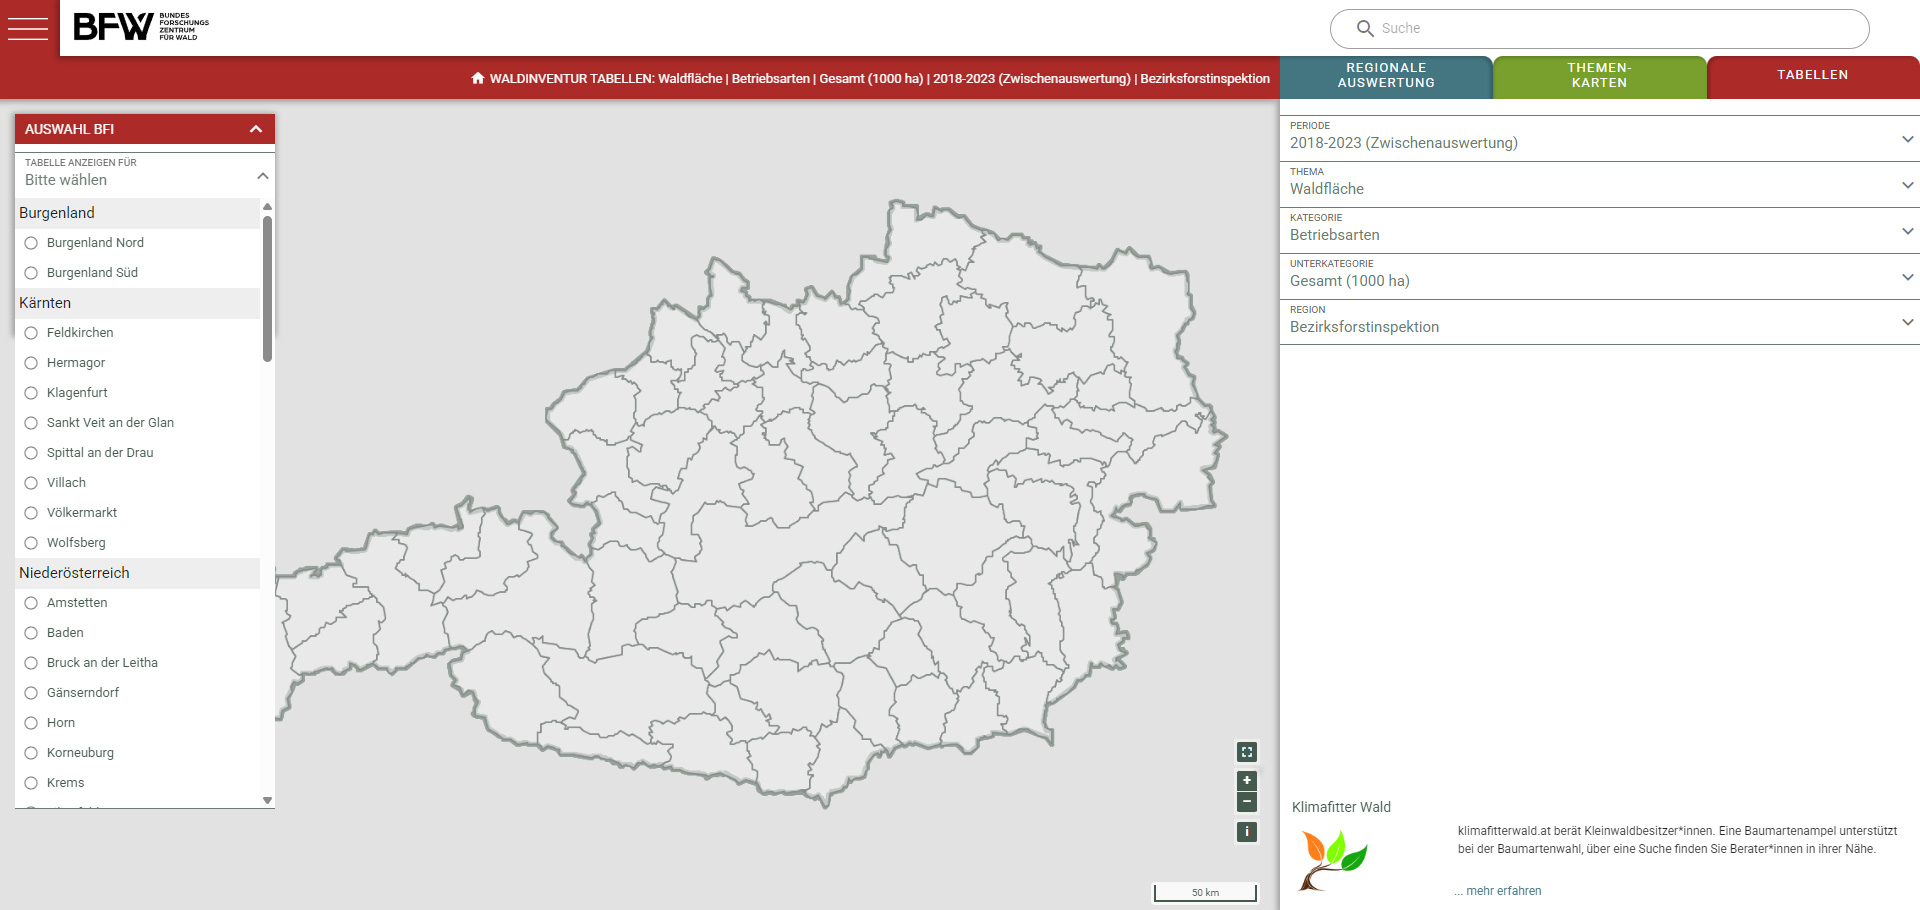 BFW
BUNDES
FORSCHUNGS
ZENTRUM
FÜR WALD
Suche
WALDINVENTUR TABELLEN: Waldfläche | Betriebsarten | Gesamt (1000 ha) | 2018-2023 (Zwischenauswertung) | Bezirksforstinspektion
REGIONALE
AUSWERTUNG
THEMEN-
KARTEN
TABELLEN
AUSWAHL BFI
TABELLE ANZEIGEN FÜR
Bitte wählen
Burgenland
Burgenland Nord
Burgenland Süd
Kärnten
Feldkirchen
Hermagor
Klagenfurt
Sankt Veit an der Glan
Spittal an der Drau
Villach
Völkermarkt
Wolfsberg
Niederösterreich
Amstetten
Baden
Bruck an der Leitha
Gänserndorf
Horn
Korneuburg
Krems
PERIODE
2018-2023 (Zwischenauswertung)
THEMA
Waldfläche
KATEGORIE
Betriebsarten
UNTERKATEGORIE
Gesamt (1000 ha)
REGION
Bezirksforstinspektion
+
−
i
50 km
Klimafitter Wald
klimafitterwald.at berät Kleinwaldbesitzer*innen. Eine Baumartenampel unterstützt
bei der Baumartenwahl, über eine Suche finden Sie Berater*innen in ihrer Nähe.
... mehr erfahren